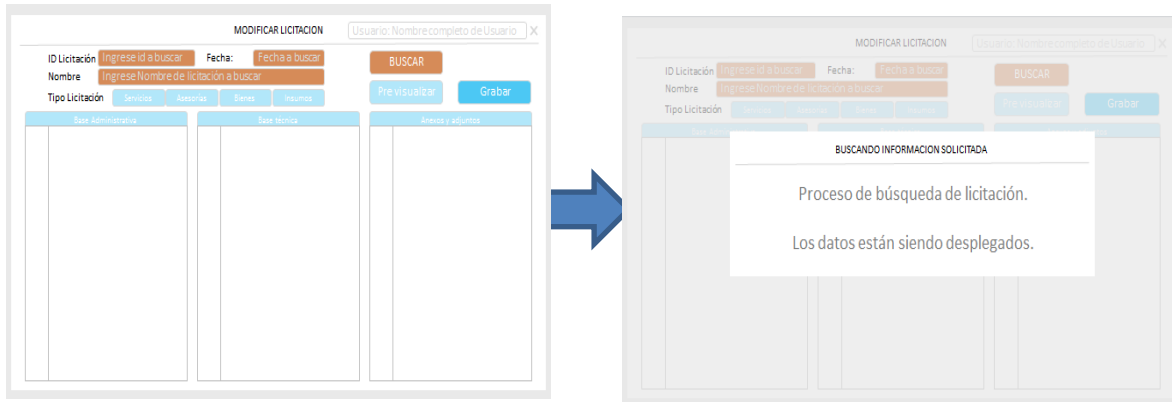 MODIFICAR LICITACION
Usuario: Nombre completo de Usuario X
ID Licitación Ingrese id a buscar Fecha: Fecha a buscar BUSCAR
Nombre Ingrese Nombre de licitación a buscar
Pre visualizar Grabar
Tipo Licitación Servicios Asesorías Bienes Insumos
Base Administrativa Base técnica Anexos y adjuntos
MODIFICAR LICITACION
Usuario: Nombre completo de Usuario X
ID Licitación Ingrese id a buscar Fecha: Fecha a buscar BUSCAR
Nombre Ingrese Nombre de licitación a buscar
Pre visualizar Grabar
Tipo Licitación
BUSCANDO INFORMACION SOLICITADA
Proceso de búsqueda de licitación.
Los datos están siendo desplegados.